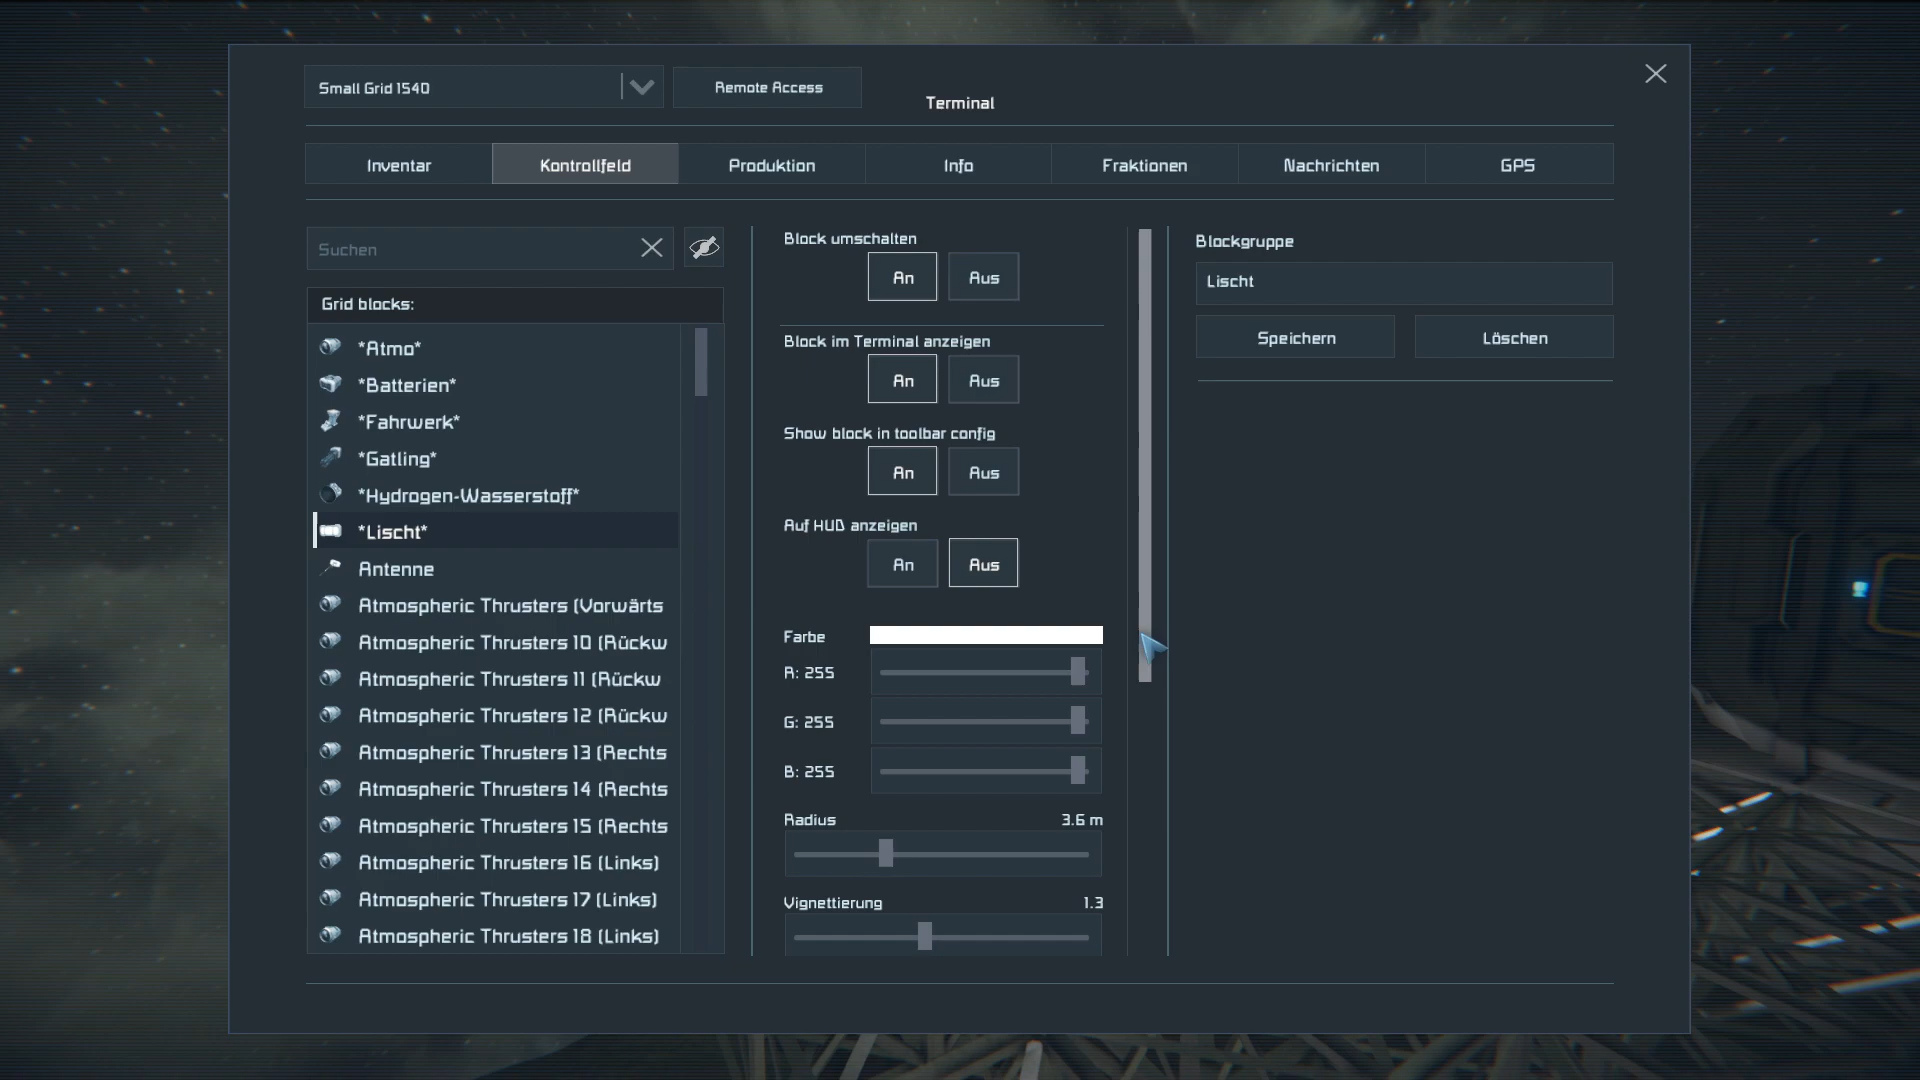 Small Grid 1540
Remote Access
Terminal
Inventar
Kontrollfeld
Produktion
Info
Fraktionen
Nachrichten
GPS
Suchen
Grid blocks:
*Atmo*
*Batterien*
*Fahrwerk*
*Gatling*
*Hydrogen-Wasserstoff*
*Lischt*
Antenne
Atmospheric Thrusters (Vorwärts
Atmospheric Thrusters 10 (Rückw
Atmospheric Thrusters 11 (Rückw
Atmospheric Thrusters 12 (Rückw
Atmospheric Thrusters 13 (Rechts
Atmospheric Thrusters 14 (Rechts
Atmospheric Thrusters 15 (Rechts
Atmospheric Thrusters 16 (Links)
Atmospheric Thrusters 17 (Links)
Atmospheric Thrusters 18 (Links)
Block umschalten
An Aus
Block im Terminal anzeigen
An Aus
Show block in toolbar config
An Aus
Auf HUD anzeigen
An Aus
Farbe
R: 255
G: 255
B: 255
Radius 3.6 m
Vignettierung 1.3
Blockgruppe
Lischt
Speichern Löschen